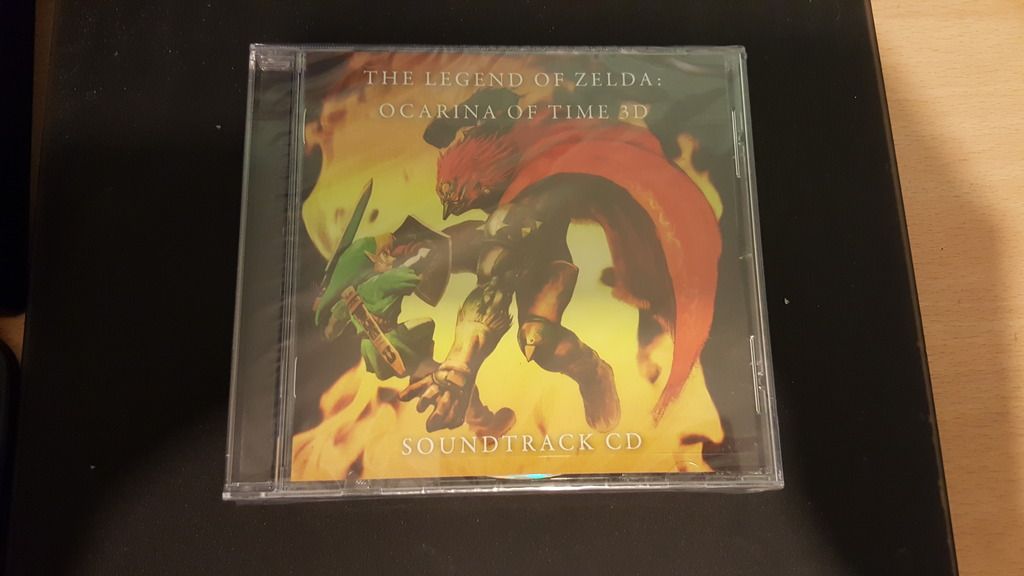 THE LEGEND OF ZELDA:
OCARINA OF TIME 3D
SOUNDTRACK CD